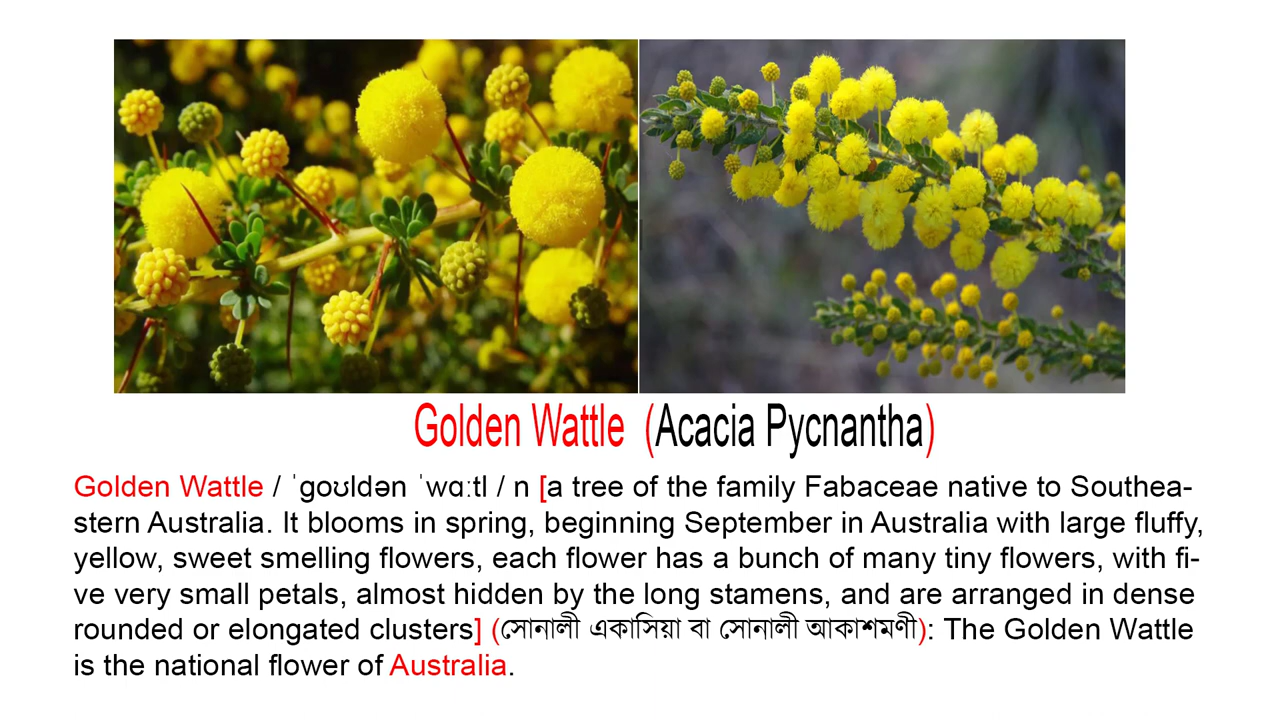 Golden Wattle (Acacia Pycnantha)
Golden Wattle / ˈɡoʊldən ˈwɑːtl / n [a tree of the family Fabaceae native to Southea-
stern Australia. It blooms in spring, beginning September in Australia with large fluffy,
yellow, sweet smelling flowers, each flower has a bunch of many tiny flowers, with fi-
ve very small petals, almost hidden by the long stamens, and are arranged in dense
rounded or elongated clusters] (সোনালী একাসিয়া বা সোনালী আকাশমণী): The Golden Wattle
is the national flower of Australia.